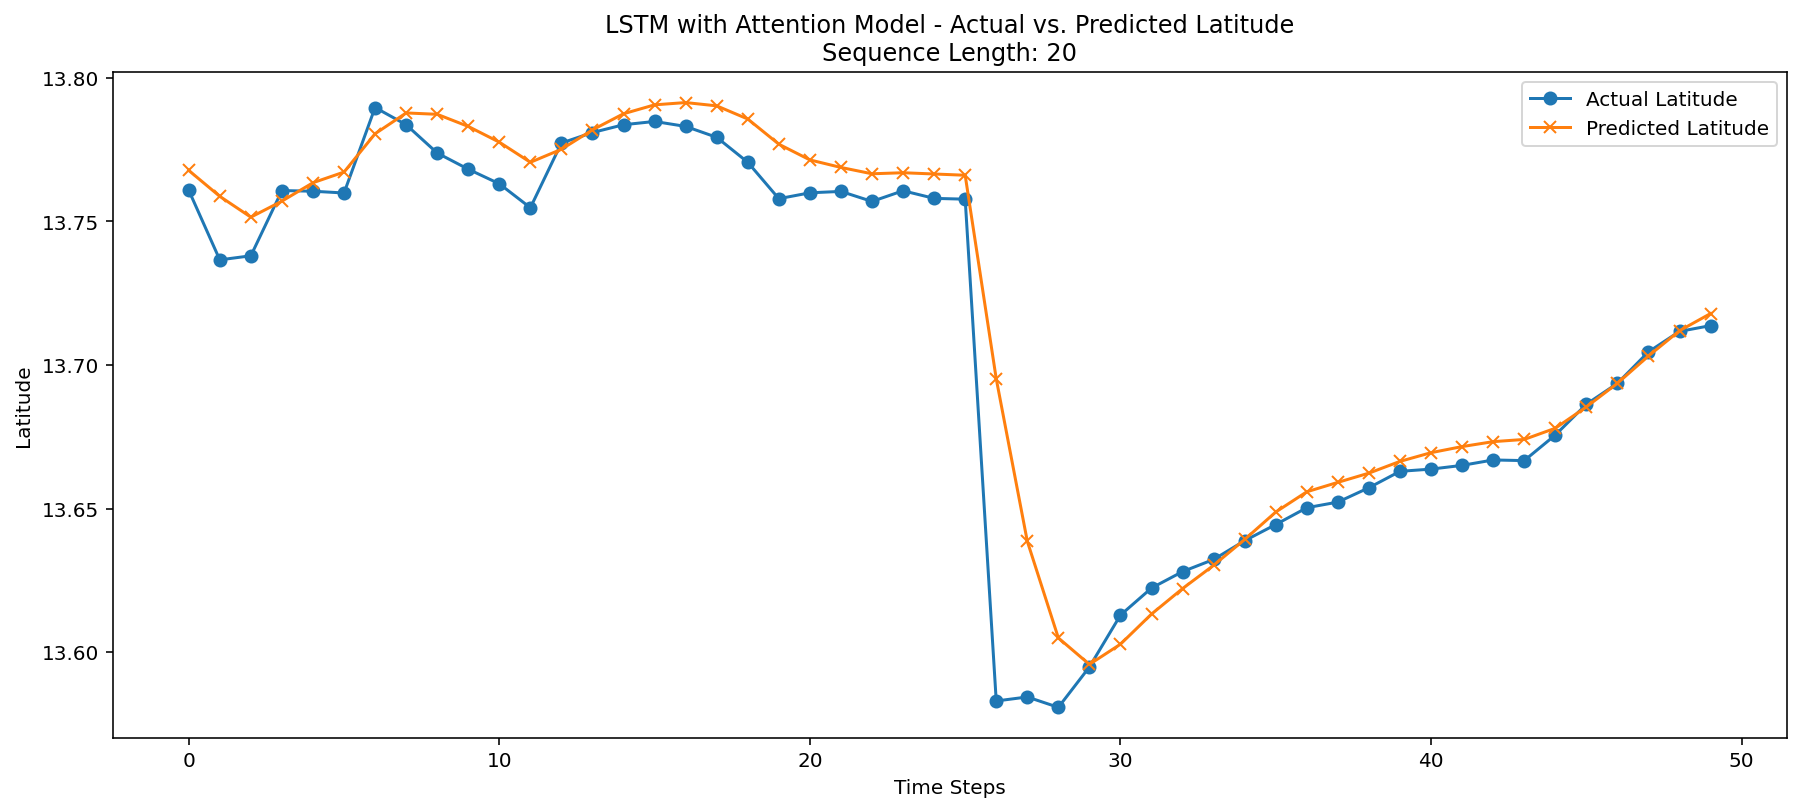 LSTM with Attention Model - Actual vs. Predicted Latitude
Sequence Length: 20
Actual Latitude
Predicted Latitude
Latitude
13.80
13.75
13.70
13.65
13.60
0 10 20 30 40 50
Time Steps